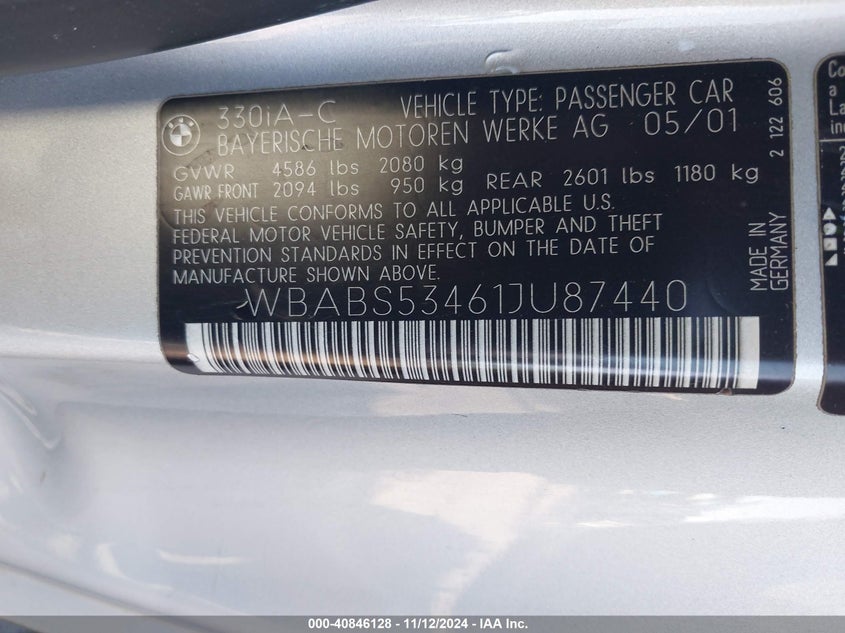 330iA-C VEHICLE TYPE: PASSENGER CAR
BAYERISCHE MOTOREN WERKE AG 05/01
GVWR 4586 lbs 2080 kg
GAWR FRONT 2094 lbs 950 kg REAR 2601 lbs 1180 kg
THIS VEHICLE CONFORMS TO ALL APPLICABLE U.S.
FEDERAL MOTOR VEHICLE SAFETY, BUMPER AND THEFT
PREVENTION STANDARDS IN EFFECT ON THE DATE OF
MANUFACTURE SHOWN ABOVE.
WBABS53461JU87440
2 122 606
MADE IN
GERMANY
Co
a
La
inc
000-40846128 - 11/12/2024 - IAA Inc.